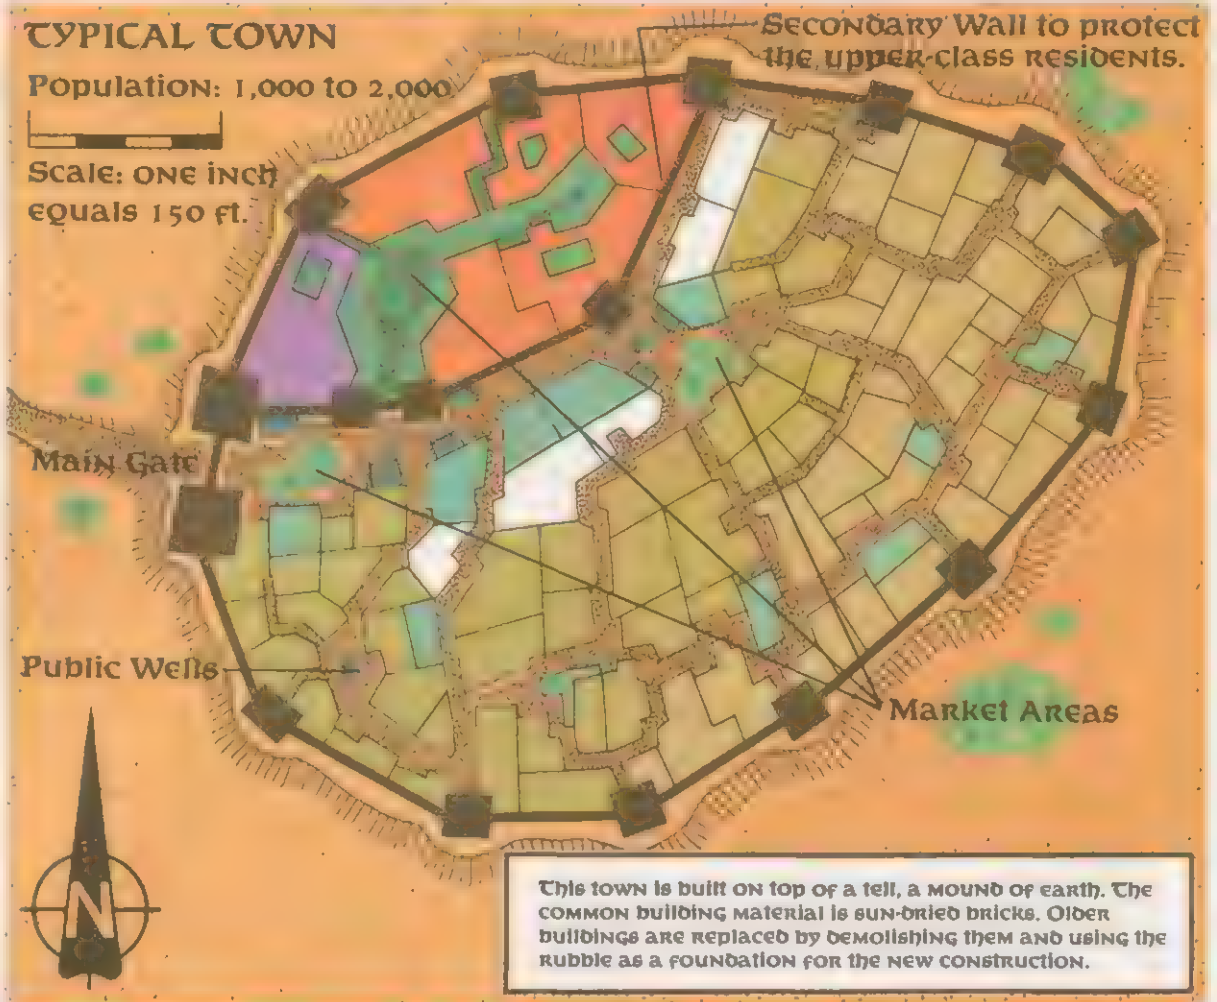 TYPICAL TOWN
Population: 1,000 to 2,000
Scale: one inch
equals 150 ft.
Secondary Wall to protect
the upper-class residents.
Main Gate
Public Wells
Market Areas
N
This town is built on top of a tell, a mound of earth. The
common building material is sun-dried bricks. Older
buildings are replaced by demolishing them and using the
rubble as a foundation for the new construction.